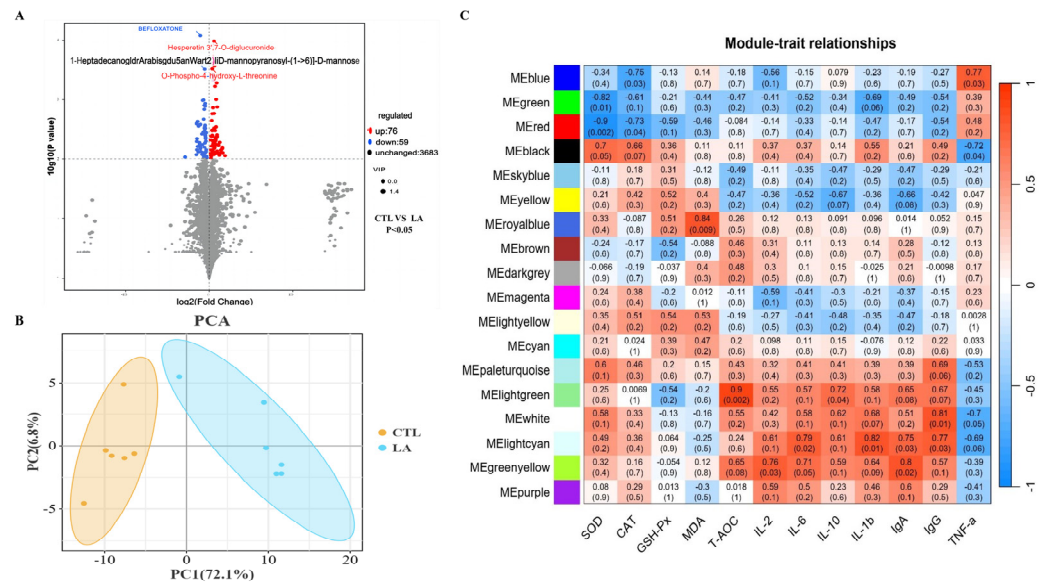 A
BEFLOXATONE
Hesperetin 3',7-O-diglucuronide
O-Phospho-4-hydroxy-L-threonine
regulated
up:76
down:59
unchanged:3683
VIP
0.0
1.4
CTL VS LA
P<0.05
log2(Fold Change)
B
PCA
PC2(6.8%)
5
0
-5
-10
0
10
20
PC1(72.1%)
CTL
LA
C
Module-trait relationships
MEblue
-0.34 -0.75 -0.13 0.14 -0.18 -0.56 -0.15 0.079 -0.23 -0.19 -0.27 0.77
(0.4) (0.03) (0.8) (0.7) (0.7) (0.1) (0.7) (0.9) (0.6) (0.7) (0.5) (0.03)
MEgreen
-0.82 -0.61 -0.21 -0.44 -0.47 -0.41 -0.52 -0.34 -0.69 -0.49 -0.54 0.39
(0.01) (0.1) (0.6) (0.3) (0.2) (0.3) (0.2) (0.4) (0.06) (0.2) (0.2) (0.3)
MEred
-0.9 -0.73 -0.59 -0.46 -0.084 -0.14 -0.33 -0.14 -0.47 -0.17 -0.54 0.48
(0.002) (0.04) (0.1) (0.3) (0.8) (0.7) (0.4) (0.7) (0.2) (0.7) (0.2) (0.2)
MEblack
0.7 0.66 0.36 0.11 0.11 0.37 0.37 0.14 0.55 0.21 0.49 -0.72
(0.05) (0.07) (0.4) (0.8) (0.8) (0.4) (0.4) (0.7) (0.2) (0.6) (0.2) (0.04)
MEskyblue
-0.11 0.18 0.31 -0.12 -0.49 -0.11 -0.35 -0.47 -0.29 -0.47 -0.29 -0.21
(0.8) (0.7) (0.5) (0.8) (0.2) (0.8) (0.4) (0.2) (0.5) (0.2) (0.5) (0.6)
MEyellow
0.21 0.42 0.52 0.4 -0.47 -0.36 -0.52 -0.67 -0.36 -0.66 -0.42 0.047
(0.6) (0.3) (0.2) (0.3) (0.2) (0.4) (0.2) (0.07) (0.4) (0.08) (0.3) (0.9)
MEroyalblue
0.33 -0.087 0.51 0.84 0.26 0.12 0.13 0.091 0.096 0.014 0.052 0.15
(0.4) (0.8) (0.2) (0.009) (0.5) (0.8) (0.8) (0.8) (0.8) (1) (0.9) (0.7)
MEbrown
-0.24 -0.17 -0.54 -0.088 0.46 0.31 0.11 0.13 0.14 0.28 -0.12 0.13
(0.6) (0.7) (0.2) (0.8) (0.3) (0.4) (0.8) (0.8) (0.7) (0.5) (0.8) (0.8)
MEdarkgrey
-0.066 -0.19 -0.037 0.4 0.48 0.3 0.11 0.1 -0.025 0.24 -0.0098 0.17
(0.9) (0.7) (0.9) (0.3) (0.2) (0.5) (0.8) (0.8) (1) (0.6) (1) (0.7)
MEmagenta
0.24 0.38 -0.2 0.012 -0.11 -0.59 -0.41 -0.3 -0.21 -0.37 -0.15 0.23
(0.6) (0.4) (0.6) (1) (0.8) (0.1) (0.3) (0.5) (0.6) (0.4) (0.7) (0.6)
MElightyellow
0.35 0.51 0.54 0.53 -0.19 -0.27 -0.41 -0.48 -0.35 -0.47 -0.18 0.0028
(0.4) (0.2) (0.2) (0.2) (0.6) (0.5) (0.3) (0.2) (0.4) (0.2) (0.7) (1)
MEcyan
0.21 0.024 0.39 0.47 0.12 0.098 0.11 -0.15 -0.076 0.12 0.22 0.033
(0.6) (1) (0.3) (0.2) (0.8) (0.8) (0.8) (0.7) (0.9) (0.8) (0.6) (0.9)
MEpaleturquoise
0.6 0.46 0.2 0.15 0.42 0.32 0.41 0.41 0.39 0.34 0.69 -0.53
(0.1) (0.3) (0.6) (0.7) (0.3) (0.4) (0.3) (0.3) (0.3) (0.4) (0.06) (0.2)
MElightgreen
0.25 0.0069 -0.54 -0.2 0.9 0.55 0.57 0.72 0.58 0.65 0.67 -0.45
(0.6) (1) (0.2) (0.6) (0.002) (0.2) (0.1) (0.04) (0.1) (0.08) (0.07) (0.3)
MEwhite
0.58 0.33 -0.13 -0.16 0.55 0.42 0.58 0.62 0.68 0.51 0.81 -0.7
(0.1) (0.4) (0.8) (0.7) (0.2) (0.3) (0.1) (0.1) (0.07) (0.2) (0.01) (0.05)
MElightcyan
0.49 0.36 0.064 -0.25 0.24 0.61 0.79 0.61 0.82 0.75 0.77 -0.69
(0.2) (0.4) (0.9) (0.5) (0.6) (0.1) (0.02) (0.1) (0.01) (0.03) (0.03) (0.06)
MEgreenyellow
0.32 0.16 -0.054 0.12 0.65 0.76 0.71 0.59 0.64 0.8 0.57 -0.39
(0.4) (0.7) (0.9) (0.8) (0.08) (0.03) (0.05) (0.1) (0.09) (0.02) (0.1) (0.3)
MEpurple
0.08 0.29 0.013 -0.3 0.018 0.59 0.5 0.23 0.46 0.6 0.29 -0.41
(0.9) (0.5) (1) (0.5) (1) (0.1) (0.2) (0.6) (0.3) (0.1) (0.5) (0.3)
SOD CAT GSH-Px MDA T-AOC IL-2 IL-6 IL-10 IL-1b IgA IgG TNF-a
1
0.5
0
-0.5
-1